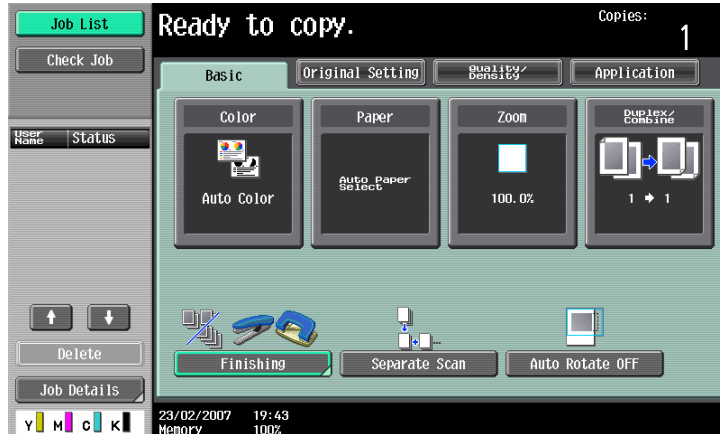 Job List
Ready to copy.
Copies:
1
Check Job
Basic
Original Setting
Quality/
Density
Application
User
Name
Status
Color
Paper
Zoom
Duplex/
Combine
Auto Color
Auto Paper
Select
100.0%
1 → 1
Delete
Finishing
Separate Scan
Auto Rotate OFF
Job Details
Y M C K
23/02/2007 19:43
Memory 100%